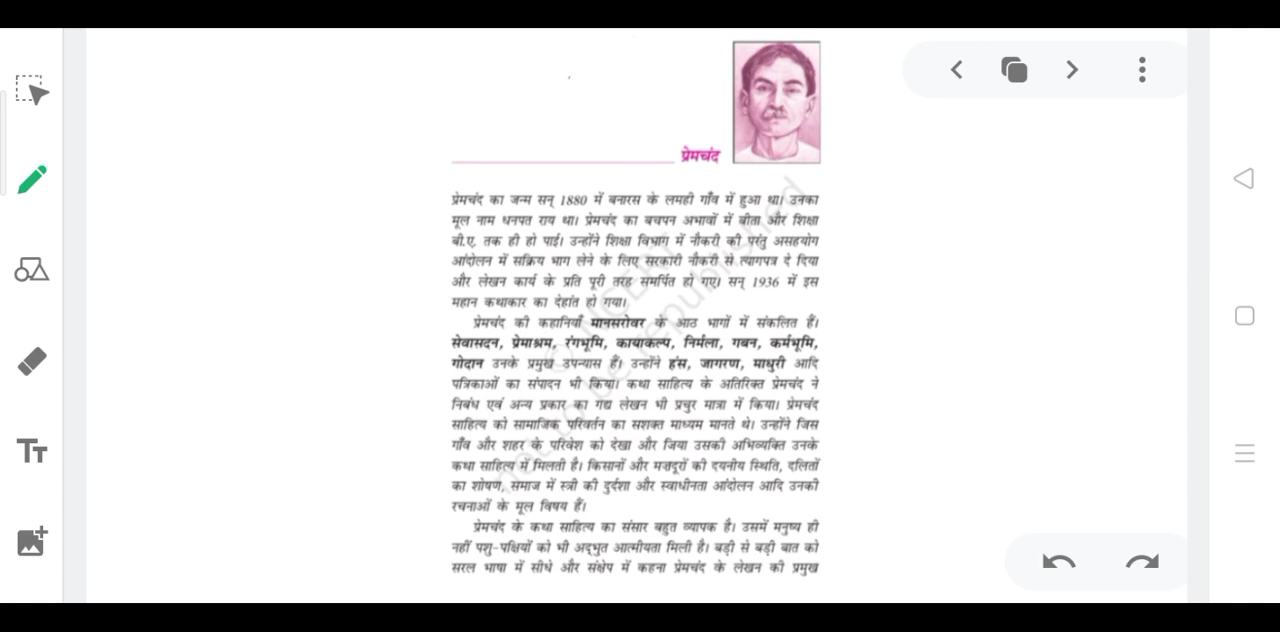 प्रेमचंद
प्रेमचंद का जन्म सन् 1880 में बनारस के लमही गाँव में हुआ था। उनका
मूल नाम धनपत राय था। प्रेमचंद का बचपन अभावों में बीता और शिक्षा
बी.ए. तक ही हो पाई। उन्होंने शिक्षा विभाग में नौकरी की परंतु असहयोग
आंदोलन में सक्रिय भाग लेने के लिए सरकारी नौकरी से त्यागपत्र दे दिया
और लेखन कार्य के प्रति पूरी तरह समर्पित हो गए। सन् 1936 में इस
महान कथाकार का देहांत हो गया।
प्रेमचंद की कहानियाँ मानसरोवर के आठ भागों में संकलित हैं।
सेवासदन, प्रेमाश्रम, रंगभूमि, कायाकल्प, निर्मला, गबन, कर्मभूमि,
गोदान उनके प्रमुख उपन्यास हैं। उन्होंने हंस, जागरण, माधुरी आदि
पत्रिकाओं का संपादन भी किया। कथा साहित्य के अतिरिक्त प्रेमचंद ने
निबंध एवं अन्य प्रकार का गद्य लेखन भी प्रचुर मात्रा में किया। प्रेमचंद
साहित्य को सामाजिक परिवर्तन का सशक्त माध्यम मानते थे। उन्होंने जिस
गाँव और शहर के परिवेश को देखा और जिया उसकी अभिव्यक्ति उनके
कथा साहित्य में मिलती है। किसानों और मज़दूरों की दयनीय स्थिति, दलितों
का शोषण, समाज में स्त्री की दुर्दशा और स्वाधीनता आंदोलन आदि उनकी
रचनाओं के मूल विषय हैं।
प्रेमचंद के कथा साहित्य का संसार बहुत व्यापक है। उसमें मनुष्य ही
नहीं पशु-पक्षियों को भी अद्भुत आत्मीयता मिली है। बड़ी से बड़ी बात को
सरल भाषा में सीधे और संक्षेप में कहना प्रेमचंद के लेखन की प्रमुख
© NCERT
not to be republished
Tт